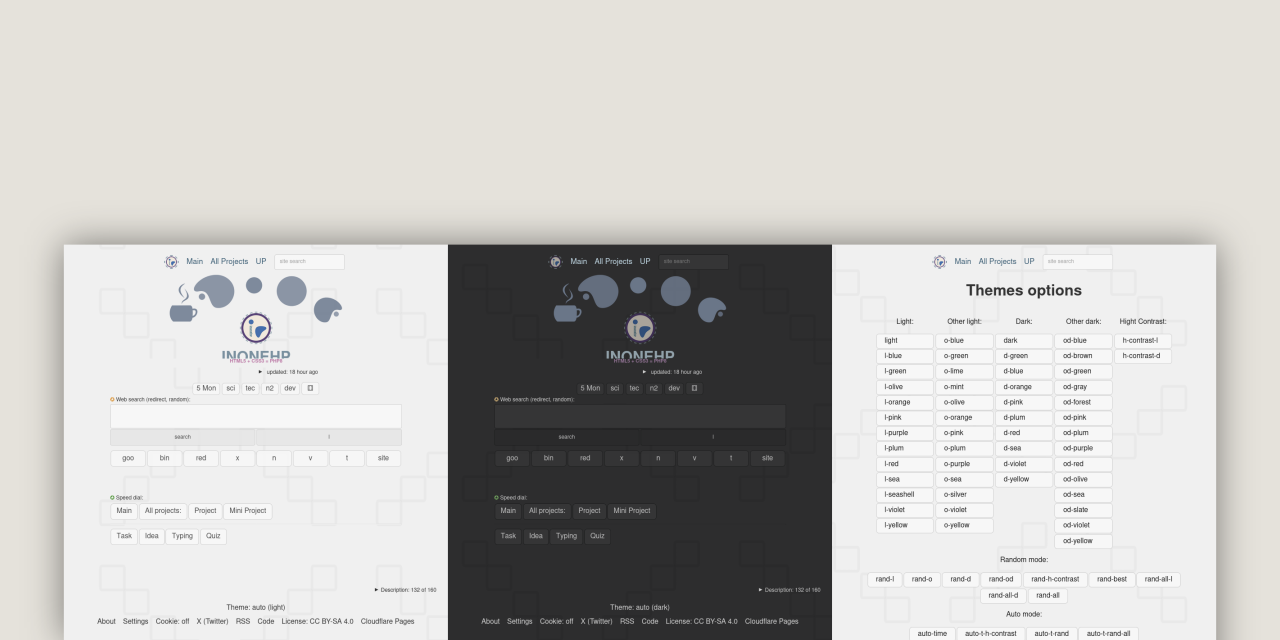 Main All Projects UP site search
INONEHP
HTML5 + CSS3 + PHP6
► updated: 18 hour ago
5 Mon sci tec n2 dev
Web search (redirect, random):
search l
goo bin red x n v t site
Speed dial:
Main All projects: Project Mini Project
Task Idea Typing Quiz
► Description: 132 of 160
Theme: auto (light)
About Settings Cookie: off X (Twitter) RSS Code License: CC BY-SA 4.0 Cloudflare Pages
Main All Projects UP site search
INONEHP
HTML5 + CSS3 + PHP6
► updated: 18 hour ago
5 Mon sci tec n2 dev
Web search (redirect, random):
search l
goo bin red x n v t site
Speed dial:
Main All projects: Project Mini Project
Task Idea Typing Quiz
► Description: 132 of 160
Theme: auto (dark)
About Settings Cookie: off X (Twitter) RSS Code License: CC BY-SA 4.0 Cloudflare Pages
Main All Projects UP site search
Themes options
Light: Other light: Dark: Other dark: Hight Contrast:
light o-blue dark od-blue h-contrast-l
l-blue o-green d-green od-brown h-contrast-d
l-green o-lime d-blue od-green
l-olive o-mint d-orange od-gray
l-orange o-olive d-pink od-forest
l-pink o-orange d-plum od-pink
l-purple o-pink d-red od-plum
l-plum o-plum d-sea od-purple
l-red o-purple d-violet od-red
l-sea o-sea d-yellow od-olive
l-seashell o-silver od-sea
l-violet o-violet od-slate
l-yellow o-yellow od-violet
od-yellow
Random mode:
rand-l rand-o rand-d rand-od rand-h-contrast rand-best rand-all-l
rand-all-d rand-all
Auto mode:
auto-time auto-t-h-contrast auto-t-rand auto-t-rand-all